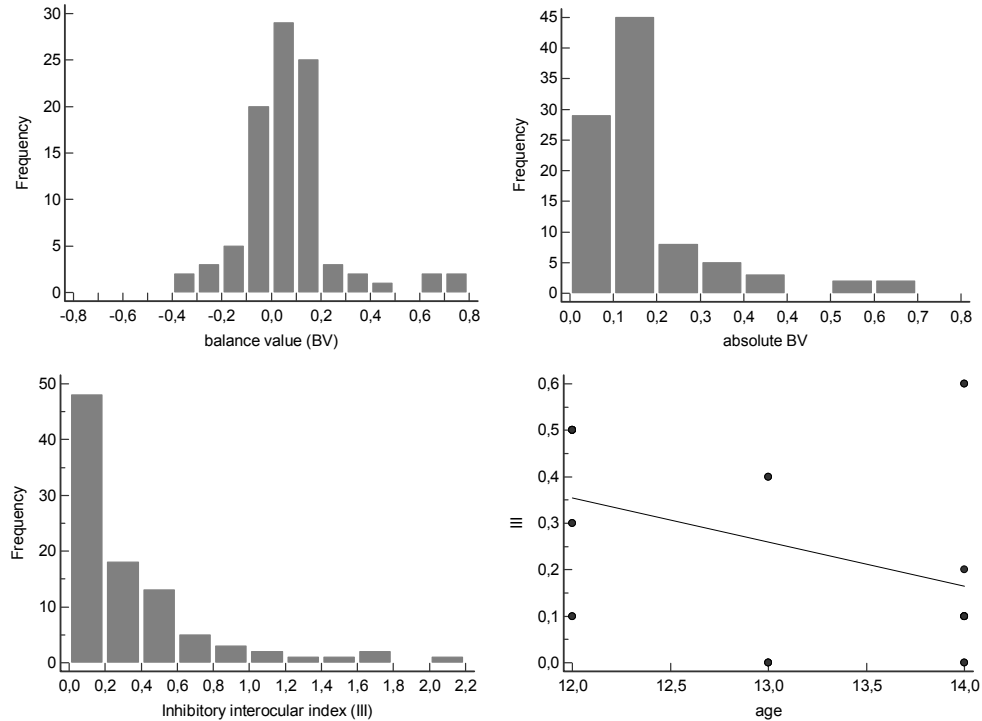 30
25
20
15
10
5
0
Frequency
-0,8 -0,6 -0,4 -0,2 0,0 0,2 0,4 0,6 0,8
balance value (BV)
45
40
35
30
25
20
15
10
5
0
Frequency
0,0 0,1 0,2 0,3 0,4 0,5 0,6 0,7 0,8
absolute BV
50
40
30
20
10
0
Frequency
0,0 0,2 0,4 0,6 0,8 1,0 1,2 1,4 1,6 1,8 2,0 2,2
Inhibitory interocular index (III)
0,6
0,5
0,4
0,3
0,2
0,1
0,0
III
12,0 12,5 13,0 13,5 14,0
age